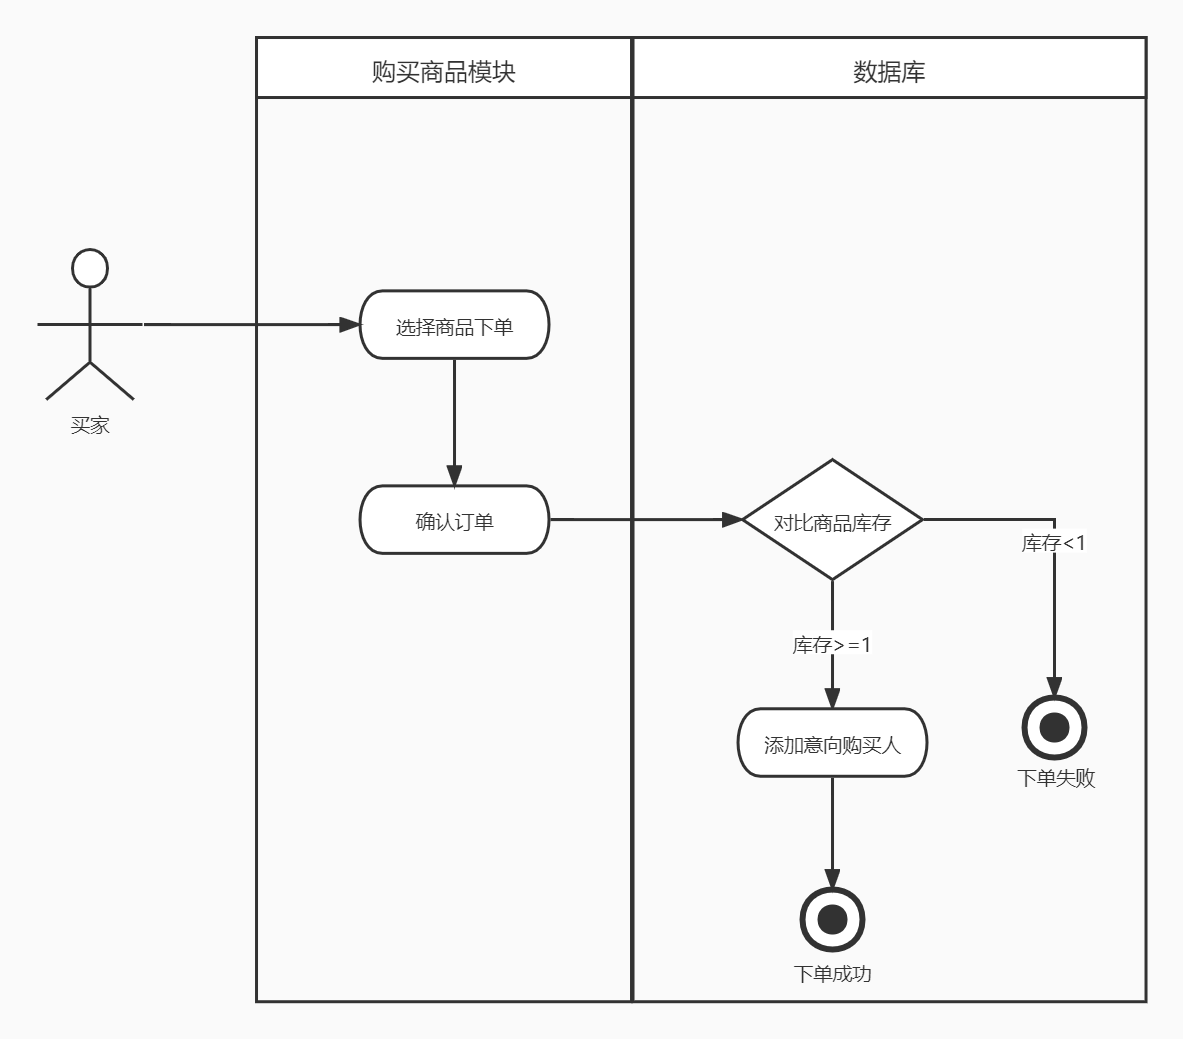 购买商品模块
数据库
买家
选择商品下单
确认订单
对比商品库存
库存<1
库存>=1
添加意向购买人
下单失败
下单成功